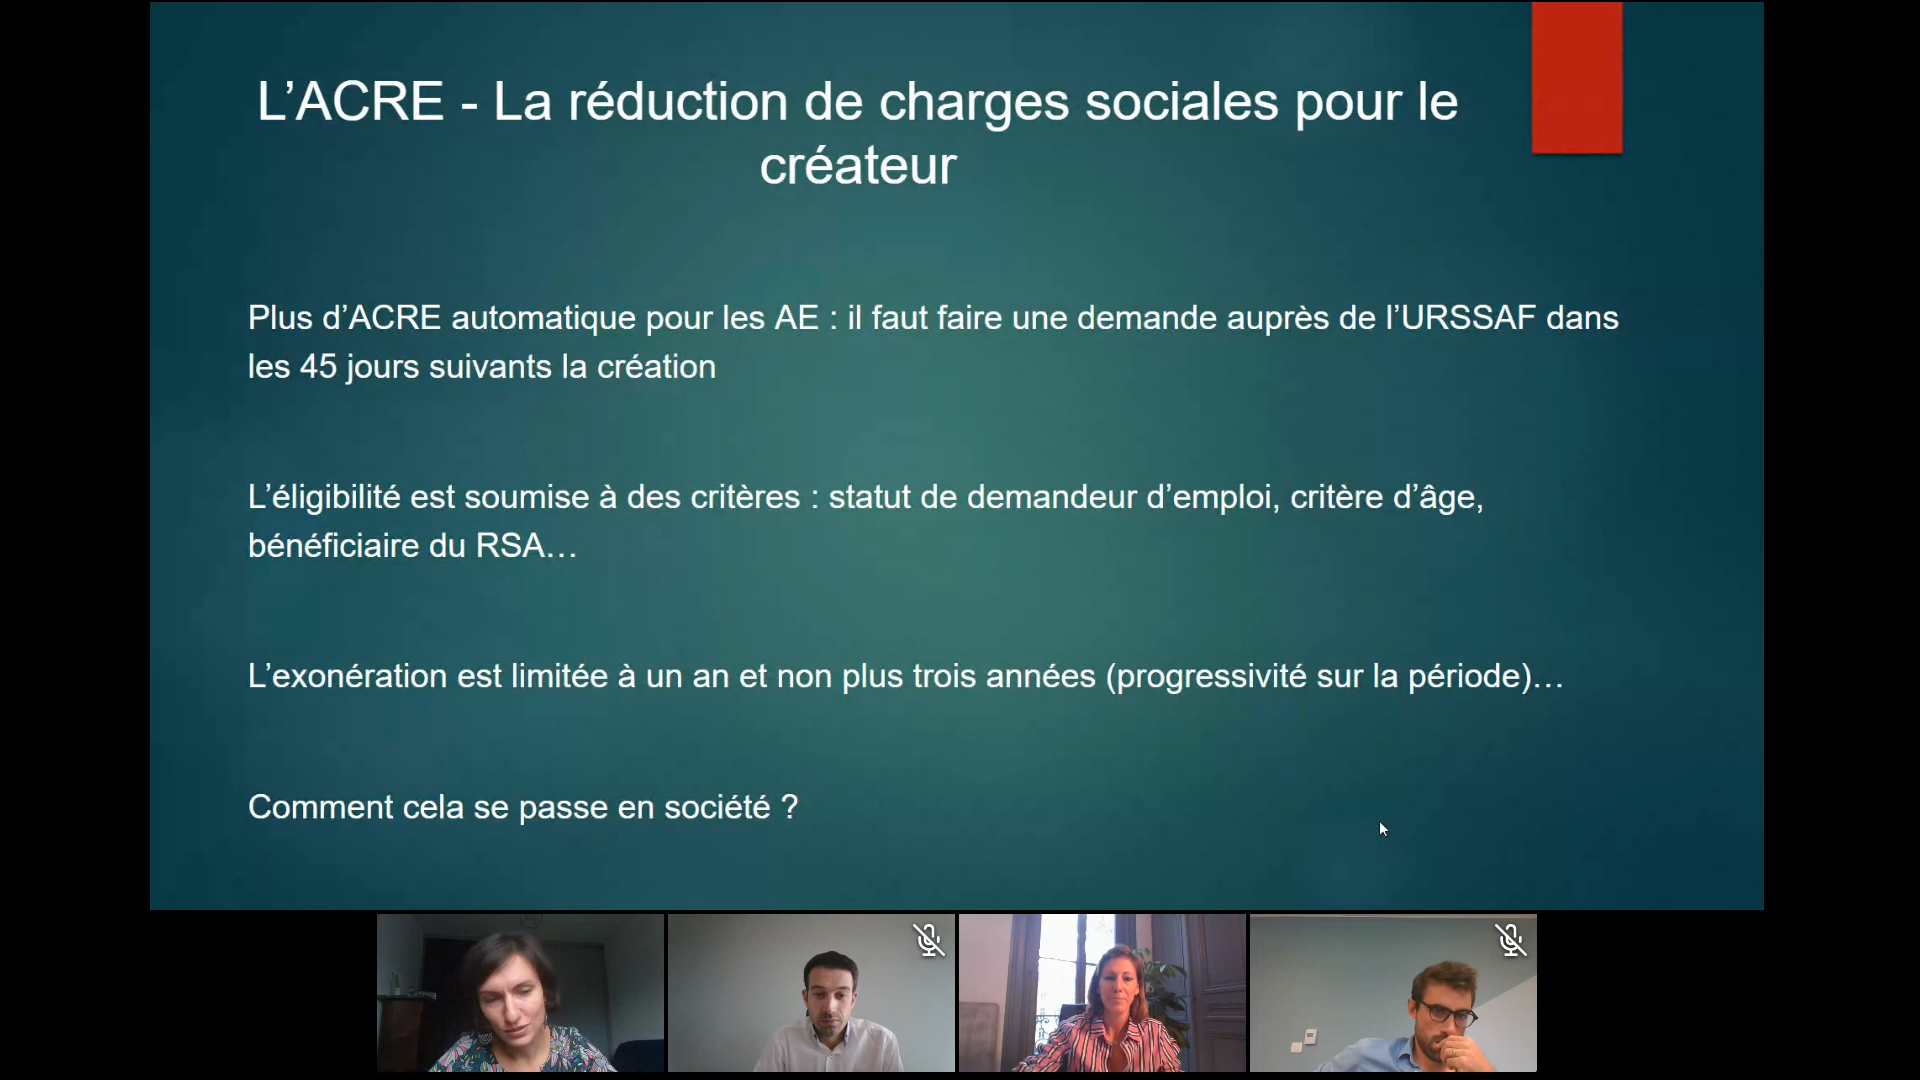 L’ACRE - La réduction de charges sociales pour le
créateur
Plus d’ACRE automatique pour les AE : il faut faire une demande auprès de l’URSSAF dans
les 45 jours suivants la création
L’éligibilité est soumise à des critères : statut de demandeur d’emploi, critère d’âge,
bénéficiaire du RSA…
L’exonération est limitée à un an et non plus trois années (progressivité sur la période)…
Comment cela se passe en société ?